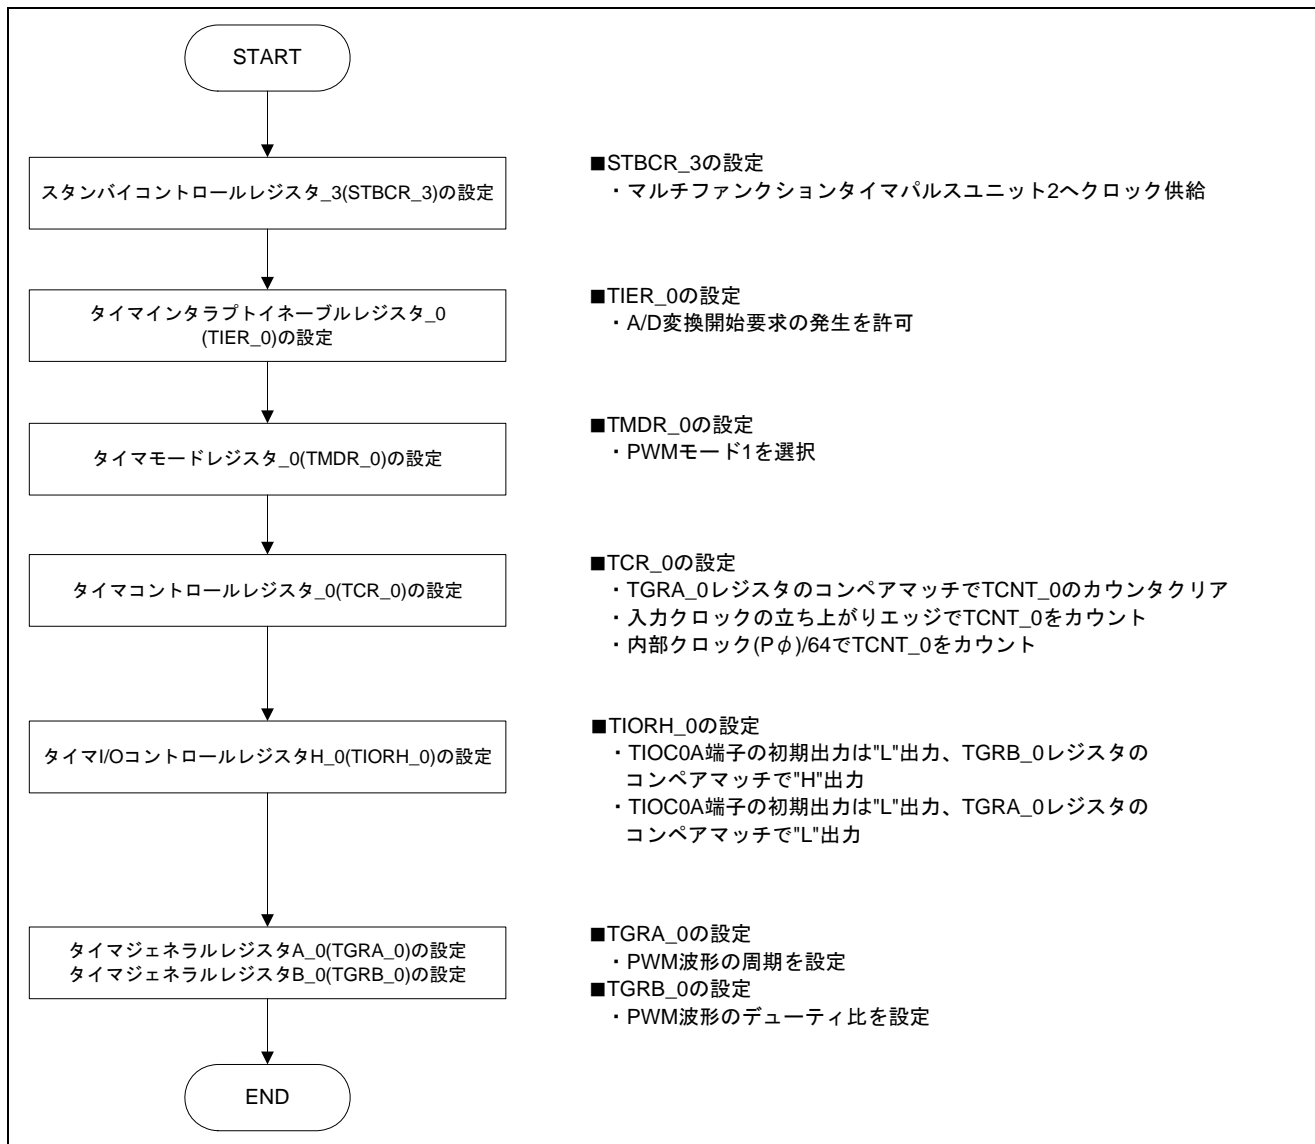 START
スタンバイコントロールレジスタ_3(STBCR_3)の設定
■STBCR_3の設定
・マルチファンクションタイマパルスユニット2へクロック供給
タイマインタラプトイネーブルレジスタ_0
(TIER_0)の設定
■TIER_0の設定
・A/D変換開始要求の発生を許可
タイマモードレジスタ_0(TMDR_0)の設定
■TMDR_0の設定
・PWMモード1を選択
タイマコントロールレジスタ_0(TCR_0)の設定
■TCR_0の設定
・TGRA_0レジスタのコンペアマッチでTCNT_0のカウンタクリア
・入力クロックの立ち上がりエッジでTCNT_0をカウント
・内部クロック(Pφ)/64でTCNT_0をカウント
タイマI/OコントロールレジスタH_0(TIORH_0)の設定
■TIORH_0の設定
・TIOC0A端子の初期出力は"L"出力、TGRB_0レジスタの
コンペアマッチで"H"出力
・TIOC0A端子の初期出力は"L"出力、TGRA_0レジスタの
コンペアマッチで"L"出力
タイマジェネラルレジスタA_0(TGRA_0)の設定
タイマジェネラルレジスタB_0(TGRB_0)の設定
■TGRA_0の設定
・PWM波形の周期を設定
■TGRB_0の設定
・PWM波形のデューティ比を設定
END